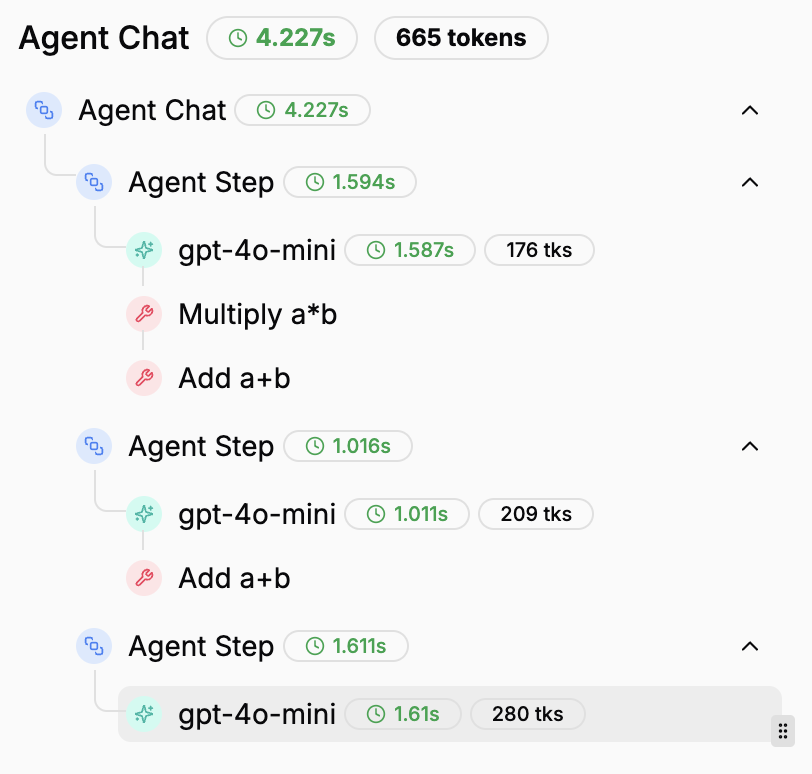 Agent Chat 4.227s 665 tokens
Agent Chat 4.227s
Agent Step 1.594s
gpt-4o-mini 1.587s 176 tks
Multiply a*b
Add a+b
Agent Step 1.016s
gpt-4o-mini 1.011s 209 tks
Add a+b
Agent Step 1.611s
gpt-4o-mini 1.61s 280 tks